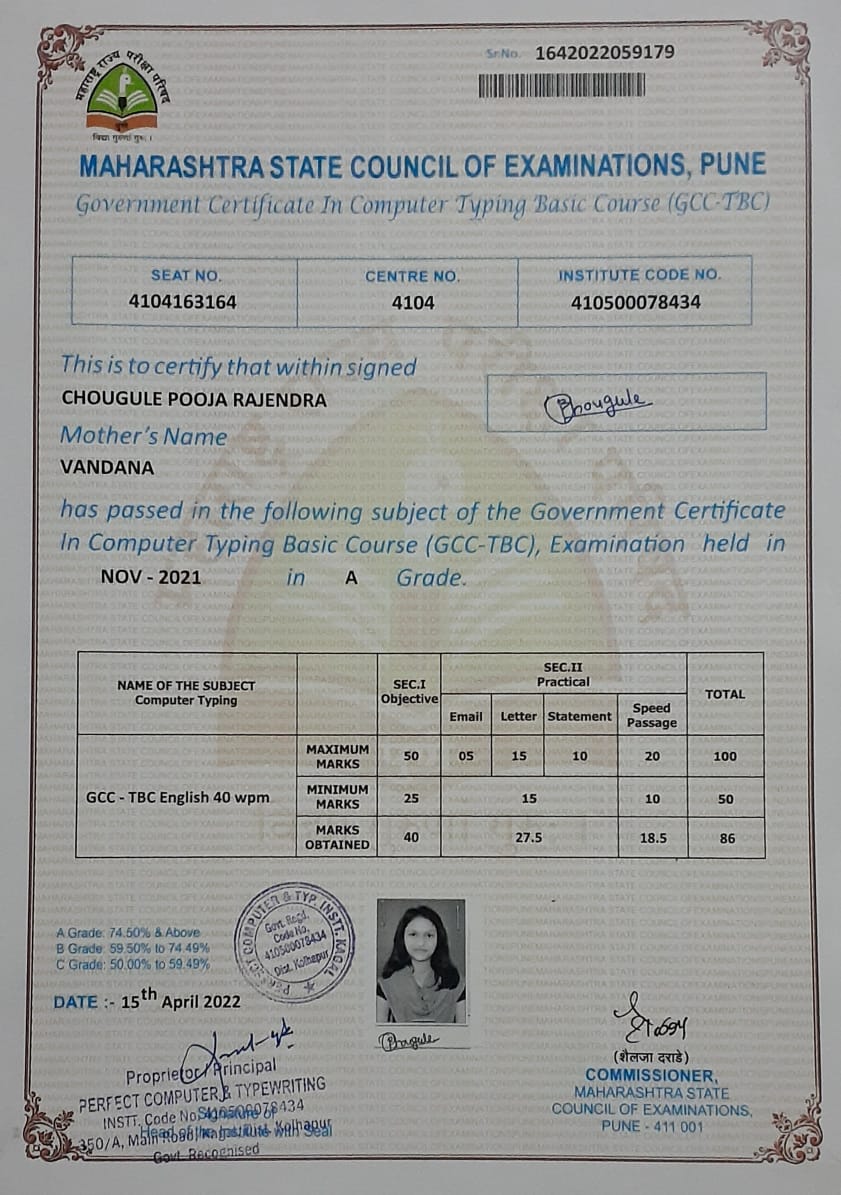 महाराष्ट्र राज्य परीक्षा परिषद
पुणे
Sr.No. 1642022059179
MAHARASHTRA STATE COUNCIL OF EXAMINATIONS, PUNE
Government Certificate In Computer Typing Basic Course (GCC-TBC)
SEAT NO. CENTRE NO. INSTITUTE CODE NO.
4104163164 4104 410500078434
This is to certify that within signed
CHOUGULE POOJA RAJENDRA
Chougule
Mother's Name
VANDANA
has passed in the following subject of the Government Certificate
In Computer Typing Basic Course (GCC-TBC), Examination held in
NOV - 2021 in A Grade.
NAME OF THE SUBJECT
Computer Typing
SEC.I
Objective
SEC.II
Practical
Email Letter Statement Speed
Passage
TOTAL
MAXIMUM
MARKS 50 05 15 10 20 100
GCC - TBC English 40 wpm
MINIMUM
MARKS 25 15 10 50
MARKS
OBTAINED 40 27.5 18.5 86
A Grade: 74.50% & Above
B Grade: 59.50% to 74.49%
C Grade: 50.00% to 59.49%
PERFECT COMPUTER & TYP. INSTT. KAGAL
Govt. Regd.
Code No.
410500078434
Dist. Kolhapur
DATE :- 15th April 2022
Chougule
Proprietor/Principal
PERFECT COMPUTER & TYPEWRITING
INSTT. Code No. 410500078434
Signature of
350/A, Main Road, Kagal, Dist. Kolhapur
Head of the Institute with Seal
Govt. Recognised
(शैलजा दराडे)
COMMISSIONER,
MAHARASHTRA STATE
COUNCIL OF EXAMINATIONS,
PUNE - 411 001